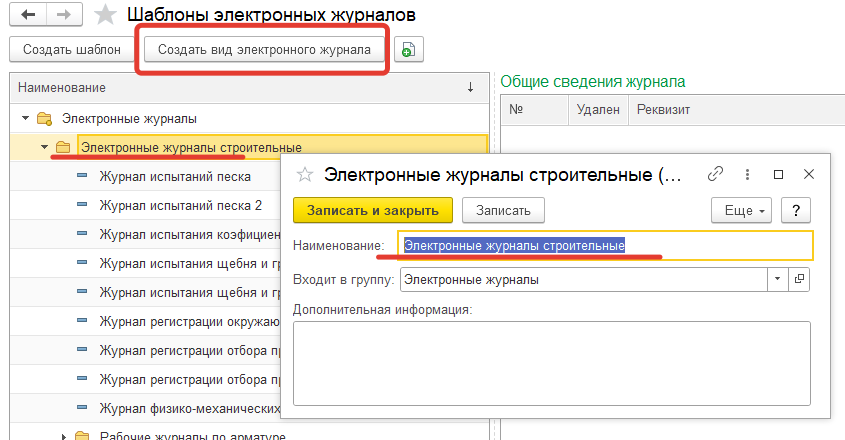 Шаблоны электронных журналов
Создать шаблон
Создать вид электронного журнала
Наименование
Электронные журналы
Электронные журналы строительные
Журнал испытаний песка
Журнал испытаний песка 2
Журнал испытания коэфициен
Журнал испытания щебня и гр
Журнал испытания щебня и гр
Журнал регистрации окружаю
Журнал регистрации отбора пр
Журнал регистрации отбора пр
Журнал физико-механических
Рабочие журналы по арматуре
Общие сведения журнала
№ Удален Реквизит
Электронные журналы строительные (...
Записать и закрыть
Записать
Еще
?
Наименование: Электронные журналы строительные
Входит в группу: Электронные журналы
Дополнительная информация: